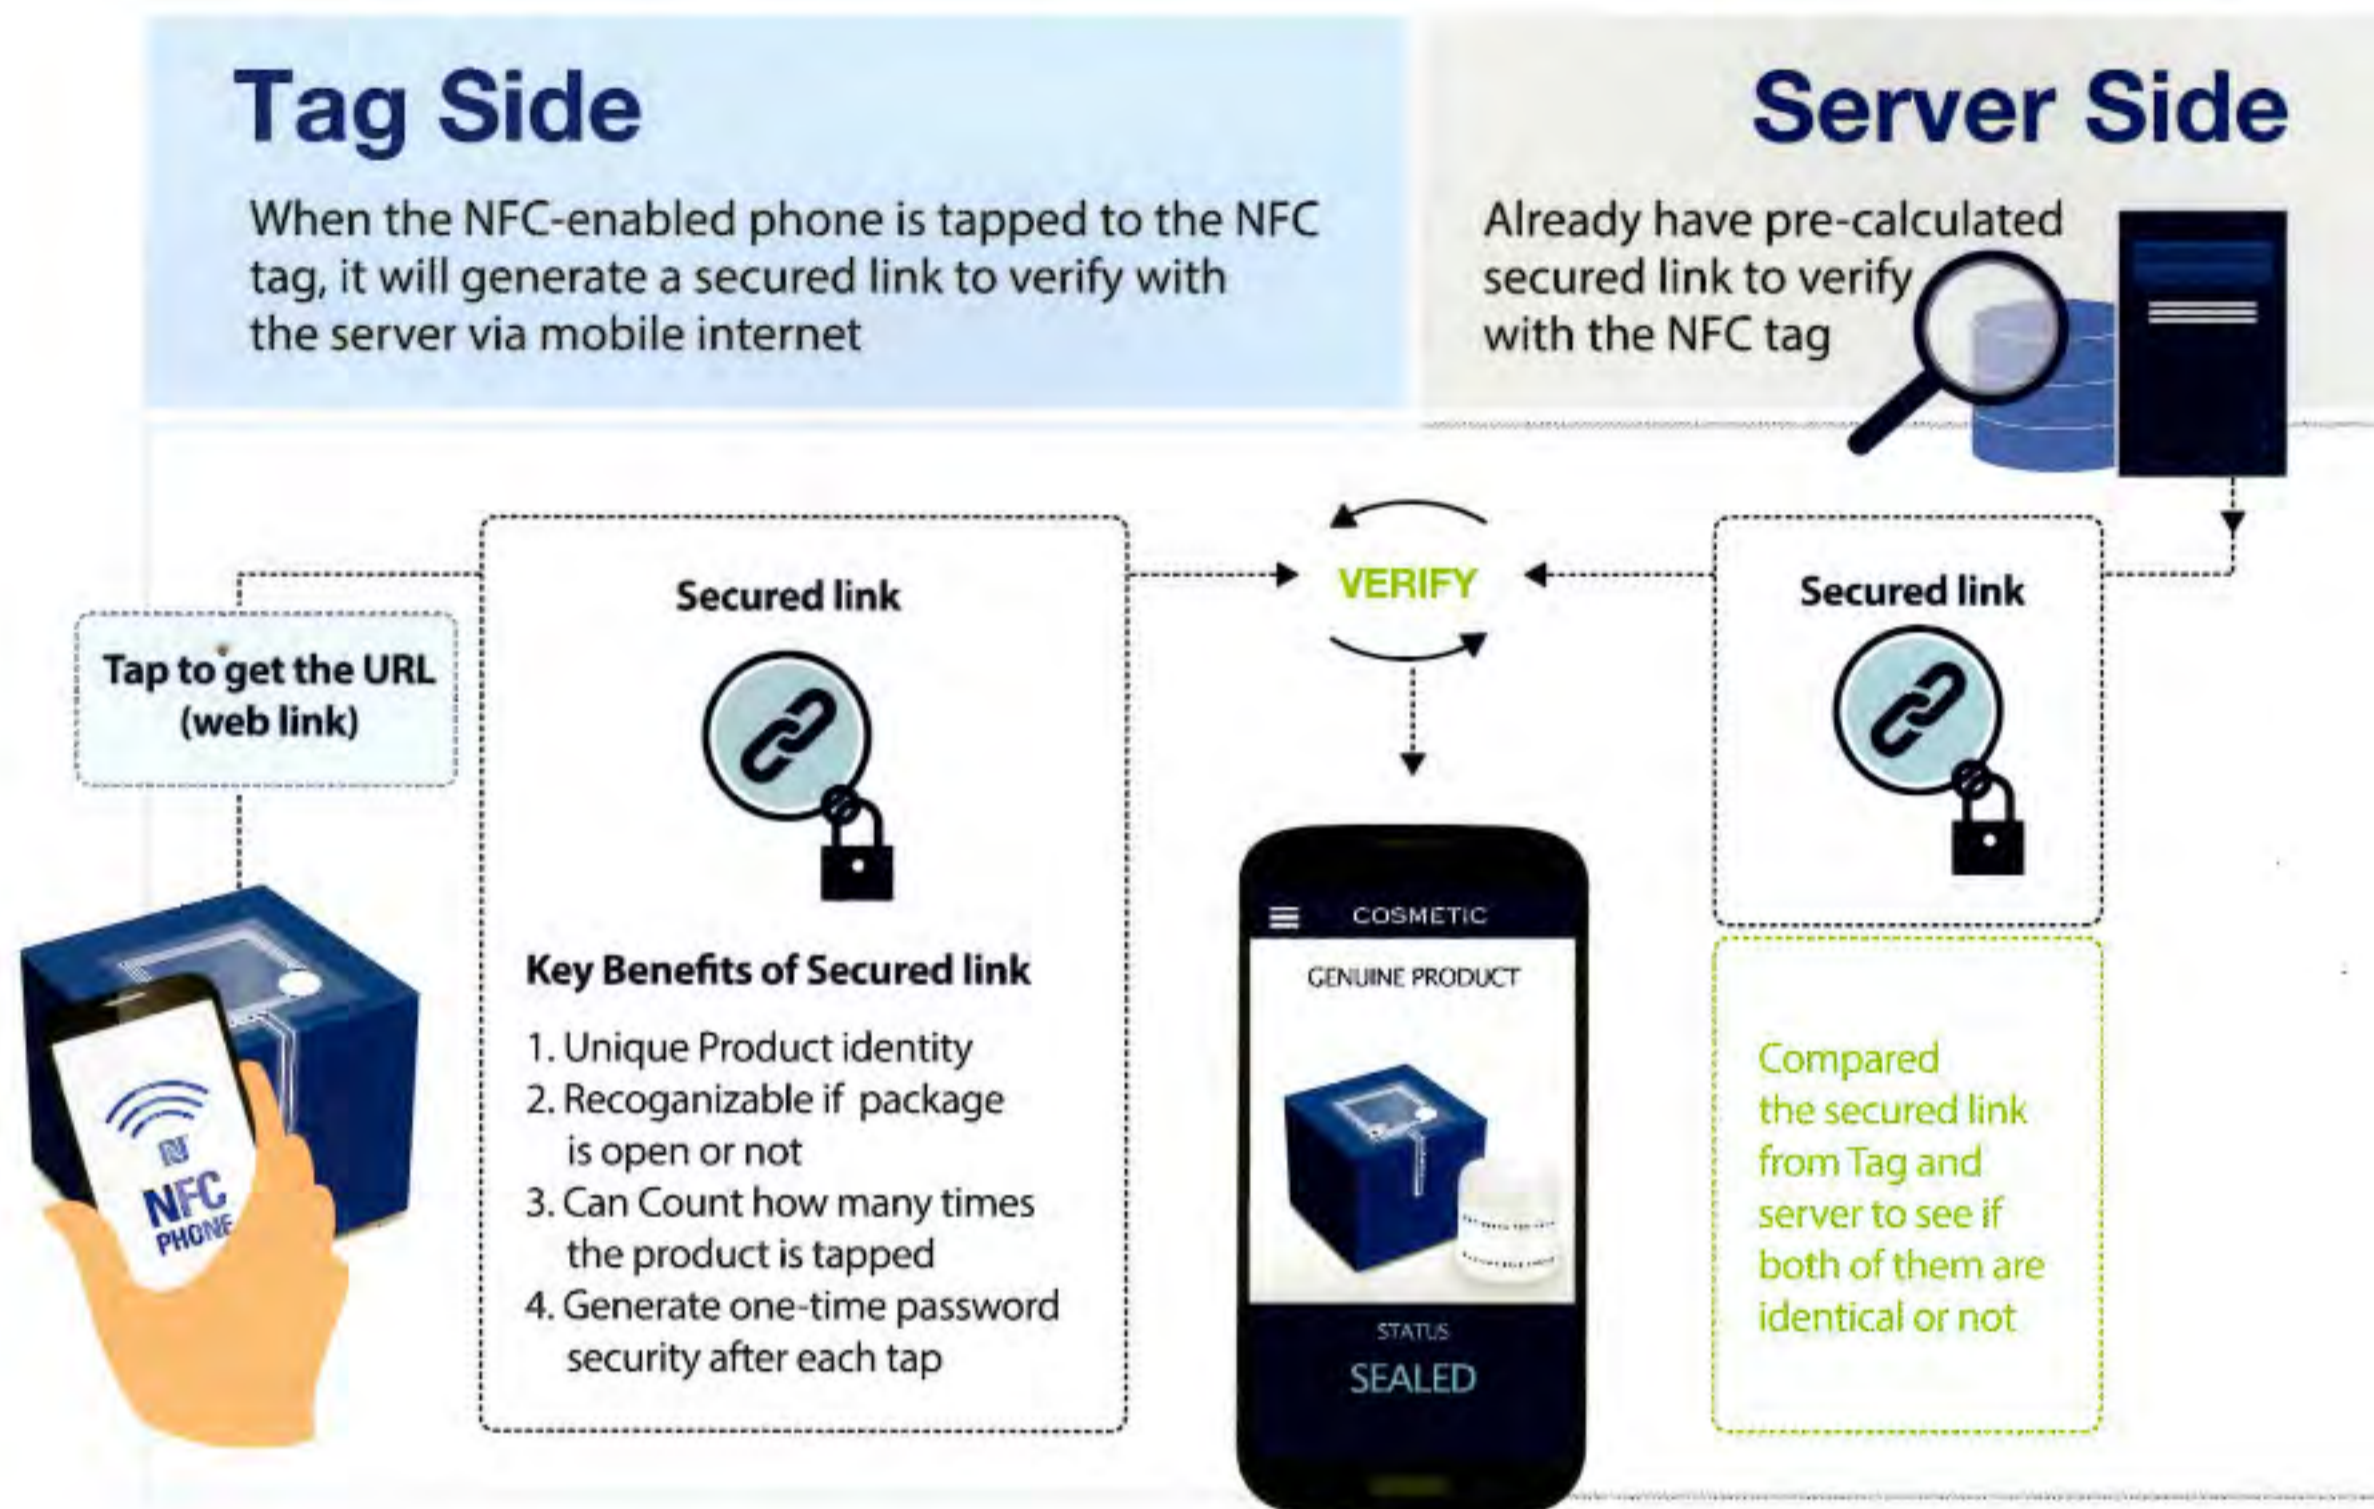 Tag Side
When the NFC-enabled phone is tapped to the NFC
tag, it will generate a secured link to verify with
the server via mobile internet
Server Side
Already have pre-calculated
secured link to verify
with the NFC tag
Tap to get the URL
(web link)
NFC
PHONE
Secured link
Key Benefits of Secured link
1. Unique Product identity
2. Recoganizable if package
is open or not
3. Can Count how many times
the product is tapped
4. Generate one-time password
security after each tap
VERIFY
COSMETIC
GENUINE PRODUCT
STATUS
SEALED
Secured link
Compared
the secured link
from Tag and
server to see if
both of them are
identical or not